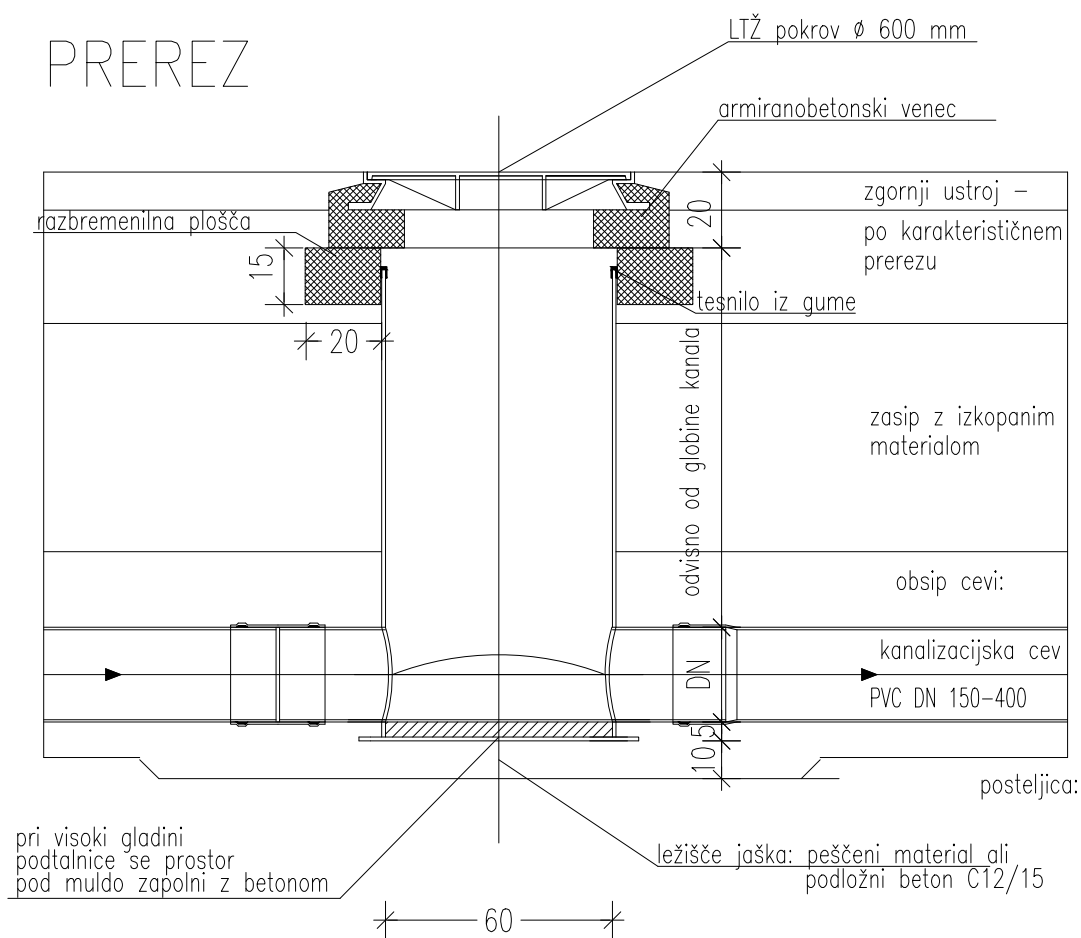 PREREZ
LTŽ pokrov ø 600 mm
armiranobetonski venec
zgornji ustroj –
razbremenilna plošča
20
po karakterističnem
prerezu
15
tesnilo iz gume
20
odvisno od globine kanala
zasip z izkopanim
materialom
obsip cevi:
kanalizacijska cev
DN
PVC DN 150-400
5
10
posteljica:
pri visoki gladini
podtalnice se prostor
pod muldo zapolni z betonom
ležišče jaška: peščeni material ali
podložni beton C12/15
60